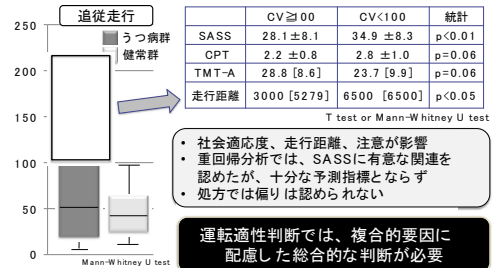 追従走行
250
200
150
100
50
0
うつ病群
健常群
Mann-Whitney U test
CV≧100 CV<100 統計
SASS 28.1±8.1 34.9 ±8.3 p<0.01
CPT 2.2 ±0.8 2.8 ±1.0 p=0.06
TMT-A 28.8 [8.6] 23.7 [9.9] p=0.06
走行距離 3000 [5279] 6500 [6500] p<0.05
T test or Mann-Whitney U test
• 社会適応度、走行距離、注意が影響
• 重回帰分析では、SASSに有意な関連を
認めたが、十分な予測指標とならず
• 処方では偏りは認められない
運転適性判断では、複合的要因に
配慮した総合的な判断が必要